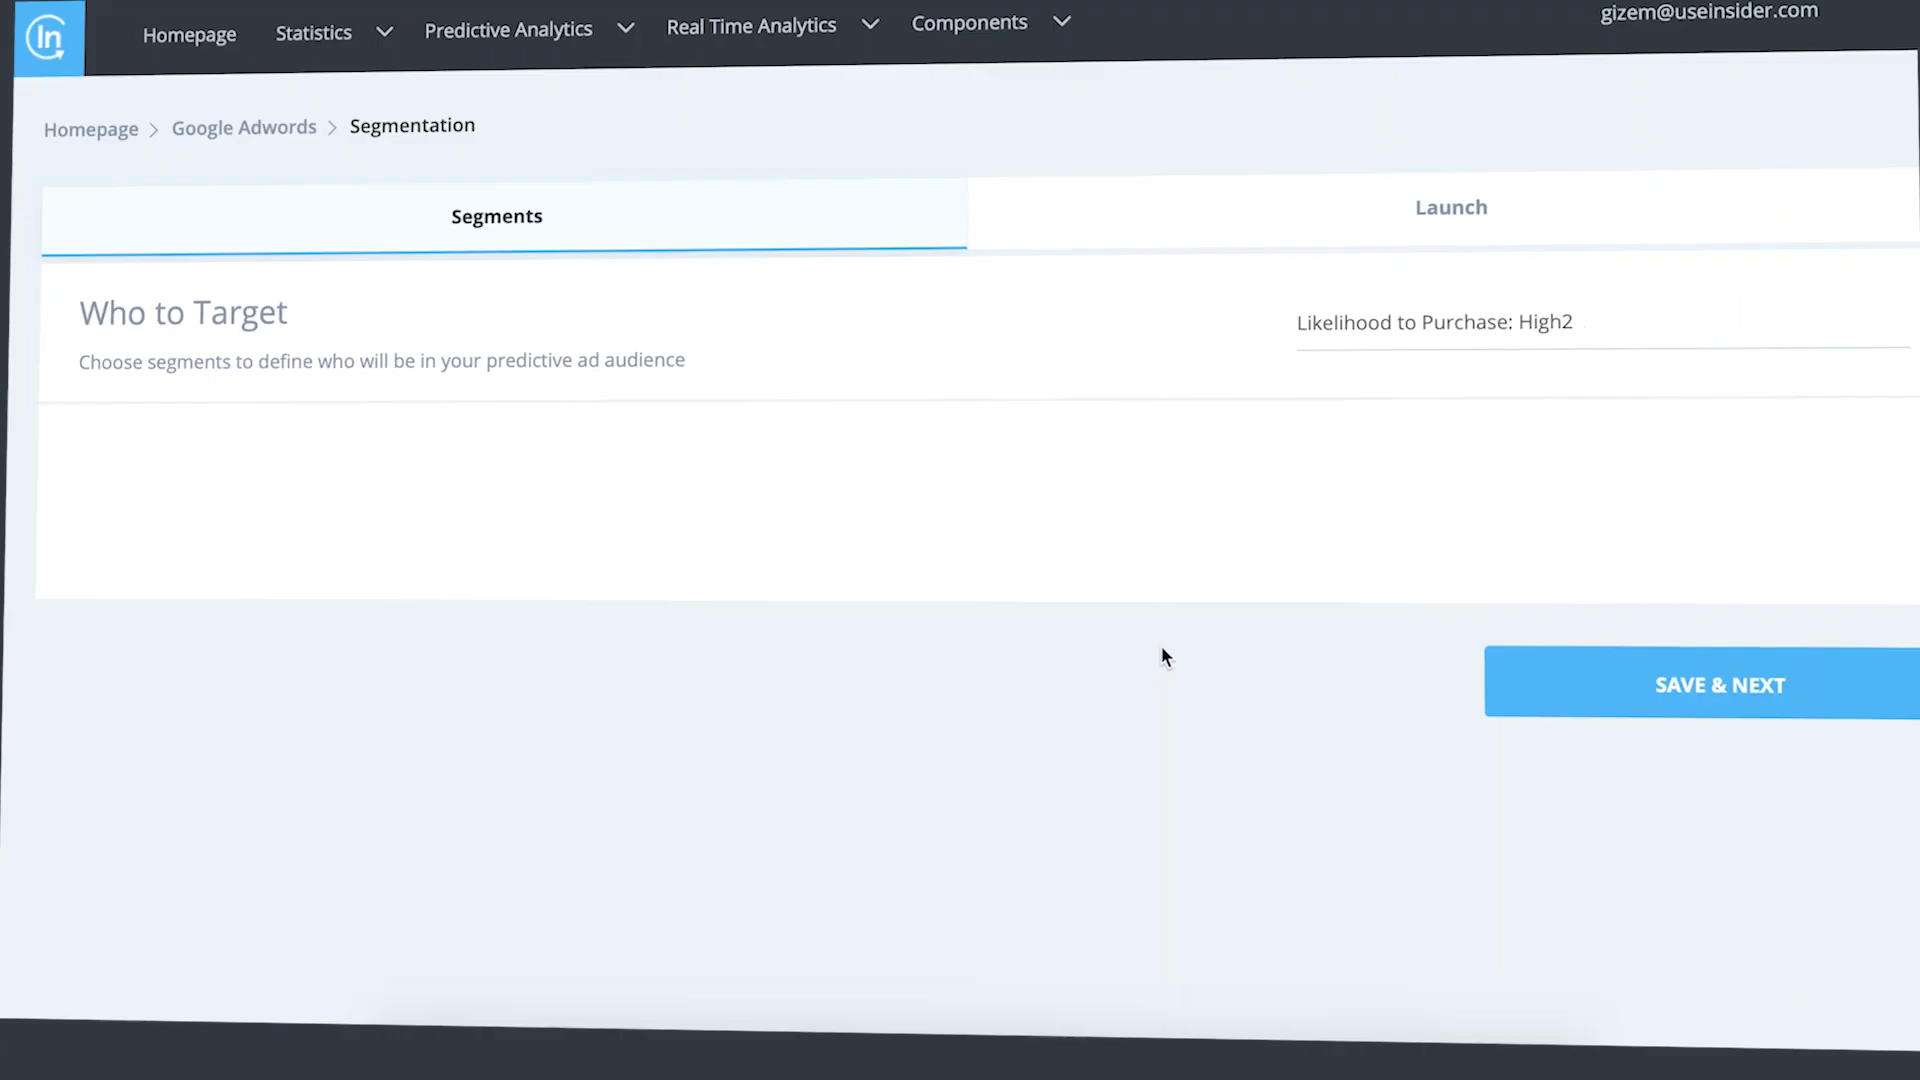 In
Homepage
Statistics
Predictive Analytics
Real Time Analytics
Components
gizem@useinsider.com
Homepage > Google Adwords > Segmentation
Segments
Launch
Who to Target
Likelihood to Purchase: High2
Choose segments to define who will be in your predictive ad audience
SAVE & NEXT